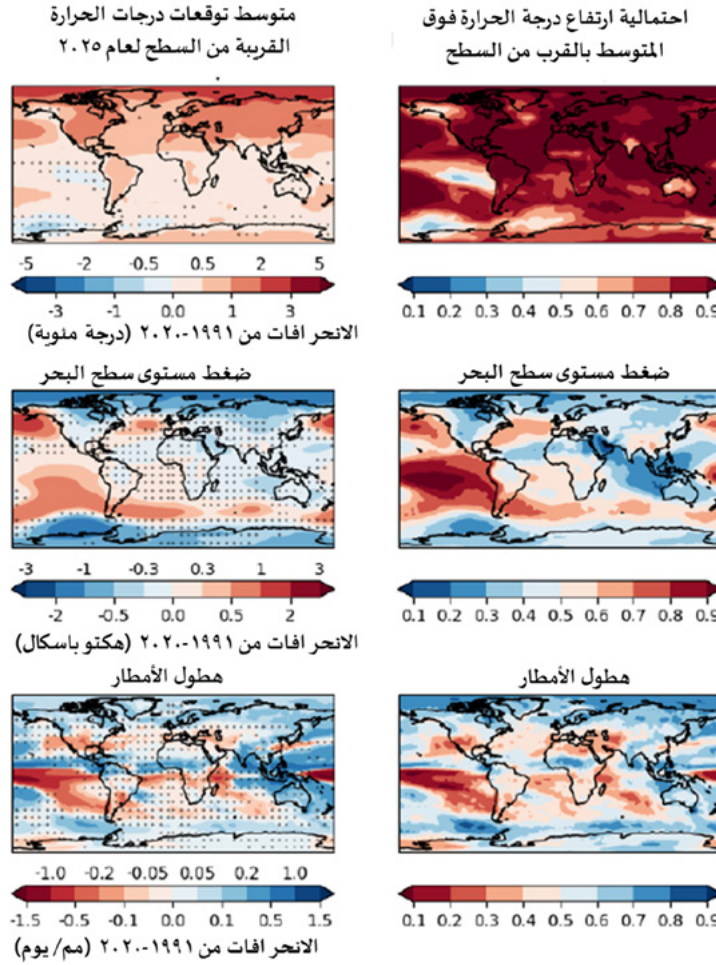 متوسط توقعات درجات الحرارة
القريبة من السطح لعام ٢٠٢٥
احتمالية ارتفاع درجة الحرارة فوق
المتوسط بالقرب من السطح
-5 -2 -0.5 0.5 2 5
-3 -1 0.0 1 3
0.1 0.2 0.3 0.4 0.5 0.6 0.7 0.8 0.9
الانحرافات من ١٩٩١-٢٠٢٠ (درجة مئوية)
ضغط مستوى سطح البحر
ضغط مستوى سطح البحر
-3 -1 -0.3 0.3 1 3
-2 -0.5 0.0 0.5 2
0.1 0.2 0.3 0.4 0.5 0.6 0.7 0.8 0.9
الانحرافات من ١٩٩١-٢٠٢٠ (هكتو باسكال)
هطول الأمطار
هطول الأمطار
-1.0 -0.2 -0.05 0.05 0.2 1.0
-1.5 -0.5 -0.1 0.0 0.1 0.5 1.5
0.1 0.2 0.3 0.4 0.5 0.6 0.7 0.8 0.9
الانحرافات من ١٩٩١-٢٠٢٠ (مم/ يوم)